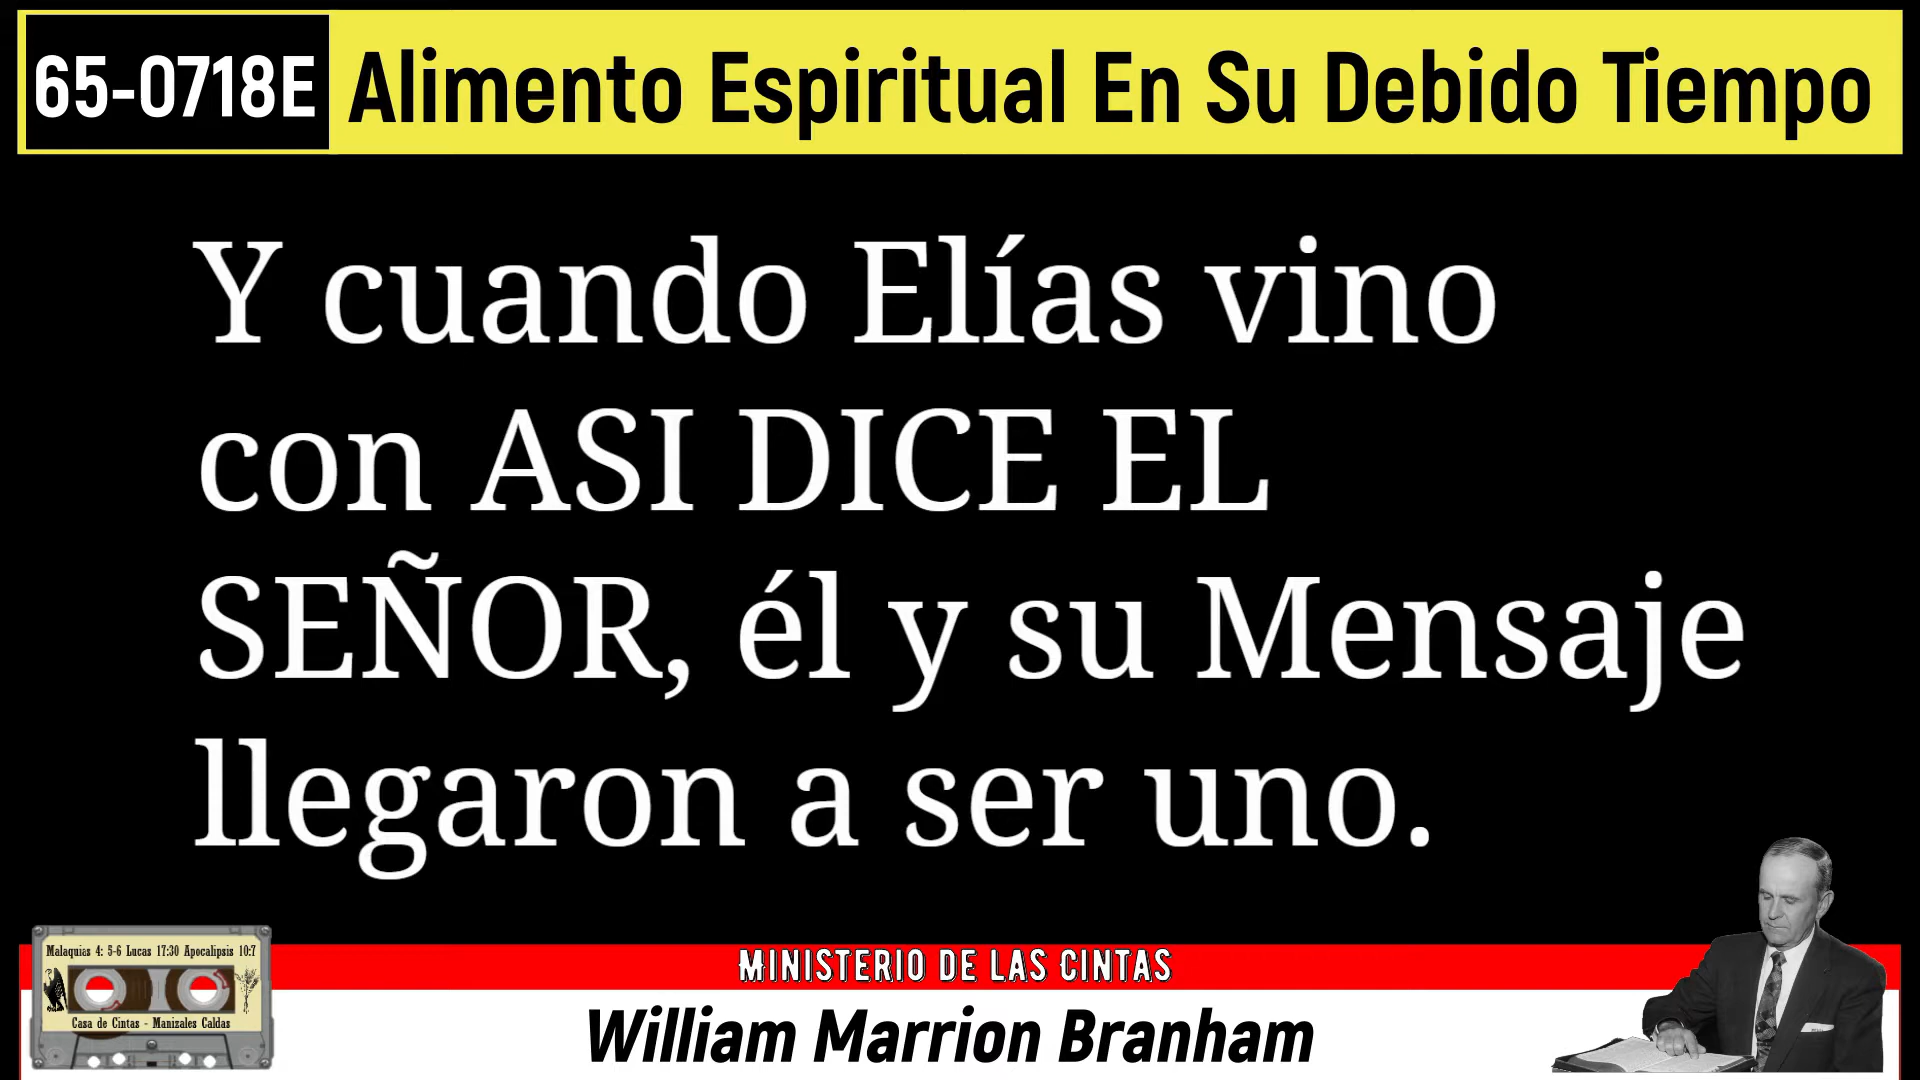 65-0718E Alimento Espiritual En Su Debido Tiempo
Y cuando Elías vino
con ASI DICE EL
SEÑOR, él y su Mensaje
llegaron a ser uno.
Malaquias 4: 5-6 Lucas 17:30 Apocalipsis 10:7
Casa de Cintas - Manizales Caldas
MINISTERIO DE LAS CINTAS
William Marrion Branham